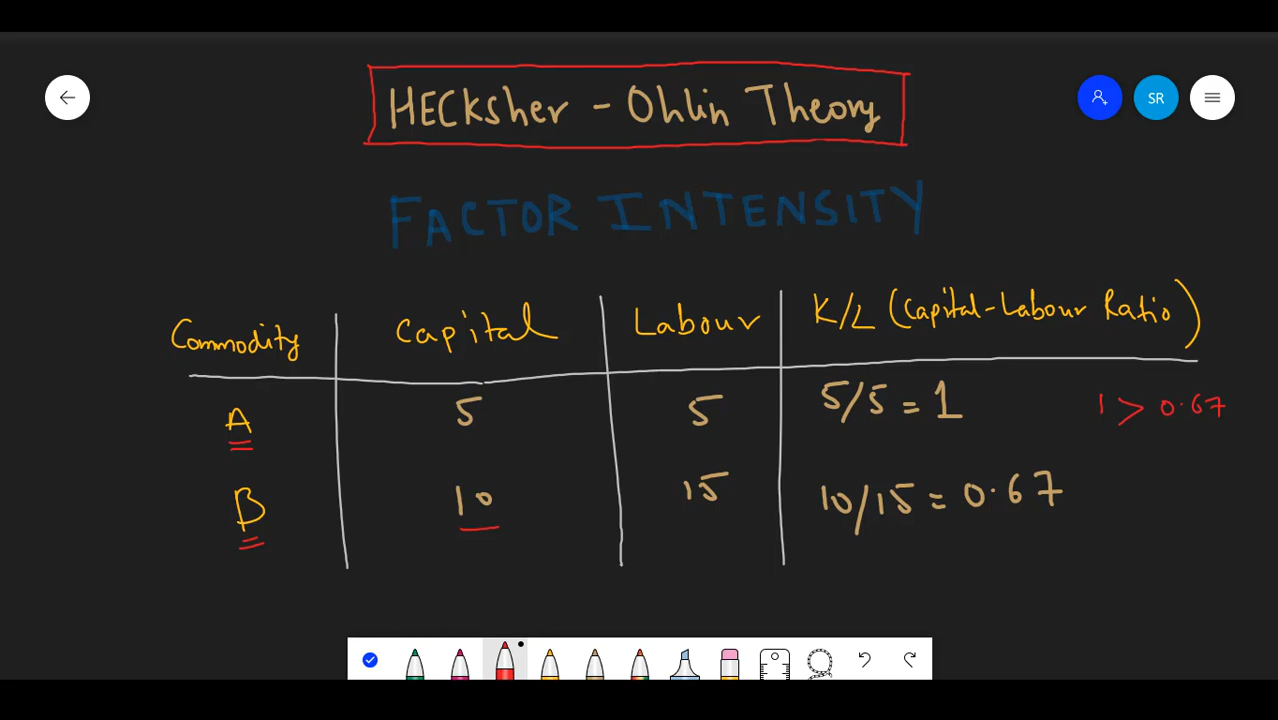 HECKsher - Ohlin Theory
SR
FACTOR INTENSITY
Commodity Capital Labour K/L (Capital-Labour Ratio)
A 5 5 5/5 = 1 1 > 0.67
B 10 15 10/15 = 0.67